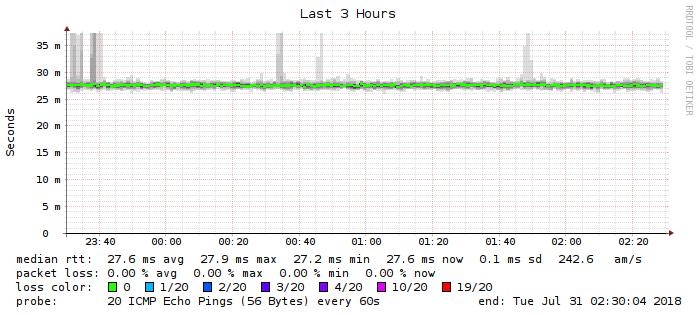 Last 3 Hours
RRDTOOL / TOBI OETIKER
Seconds
35 m
30 m
25 m
20 m
15 m
10 m
5 m
0
23:40 00:00 00:20 00:40 01:00 01:20 01:40 02:00 02:20
median rtt: 27.6 ms avg 27.9 ms max 27.2 ms min 27.6 ms now 0.1 ms sd 242.6 am/s
packet loss: 0.00 % avg 0.00 % max 0.00 % min 0.00 % now
loss color: 0 1/20 2/20 3/20 4/20 10/20 19/20
probe: 20 ICMP Echo Pings (56 Bytes) every 60s end: Tue Jul 31 02:30:04 2018